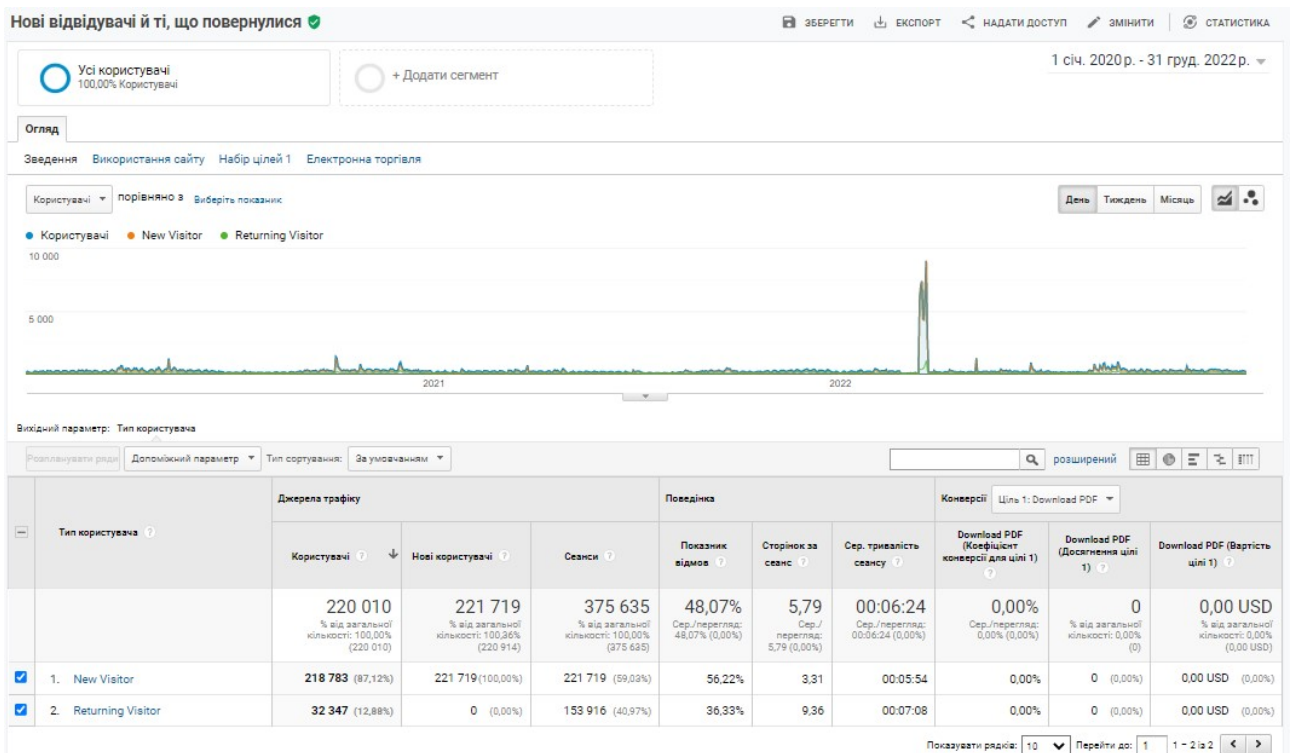 Нові відвідувачі й ті, що повернулися
ЗБЕРЕГТИ ЕКСПОРТ НАДАТИ ДОСТУП ЗМІНИТИ СТАТИСТИКА
1 січ. 2020 р. - 31 груд. 2022 р.
Усі користувачі
100,00% Користувачі
+ Додати сегмент
Огляд
Зведення Використання сайту Набір цілей 1 Електронна торгівля
Користувачі порівняно з Виберіть показник
День Тиждень Місяць
Користувачі New Visitor Returning Visitor
10 000
5 000
2021 2022
Вихідний параметр: Тип користувача
Розпланувати ряди Допоміжний параметр Тип сортування: За умовчанням
розширений
Тип користувача ?
Джерела трафіку
Поведінка
Конверсії Ціль 1: Download PDF
Користувачі ?
Нові користувачі ?
Сеанси ?
Показник відмов ?
Сторінок за сеанс ?
Сер. тривалість сеансу ?
Download PDF (Коефіцієнт конверсії для цілі 1) ?
Download PDF (Досягнення цілі 1) ?
Download PDF (Вартість цілі 1) ?
220 010
% від загальної кількості: 100,00% (220 010)
221 719
% від загальної кількості: 100,36% (220 914)
375 635
% від загальної кількості: 100,00% (375 635)
48,07%
Сер./перегляд: 48,07% (0,00%)
5,79
Сер./перегляд: 5,79 (0,00%)
00:06:24
Сер./перегляд: 00:06:24 (0,00%)
0,00%
Сер./перегляд: 0,00% (0,00%)
0
% від загальної кількості: 0,00% (0)
0,00 USD
% від загальної кількості: 0,00% (0,00 USD)
1. New Visitor 218 783 (87,12%) 221 719 (100,00%) 221 719 (59,03%) 56,22% 3,31 00:05:54 0,00% 0 (0,00%) 0,00 USD (0,00%)
2. Returning Visitor 32 347 (12,88%) 0 (0,00%) 153 916 (40,97%) 36,33% 9,36 00:07:08 0,00% 0 (0,00%) 0,00 USD (0,00%)
Показувати рядків: 10 Перейти до: 1 1 – 2 із 2